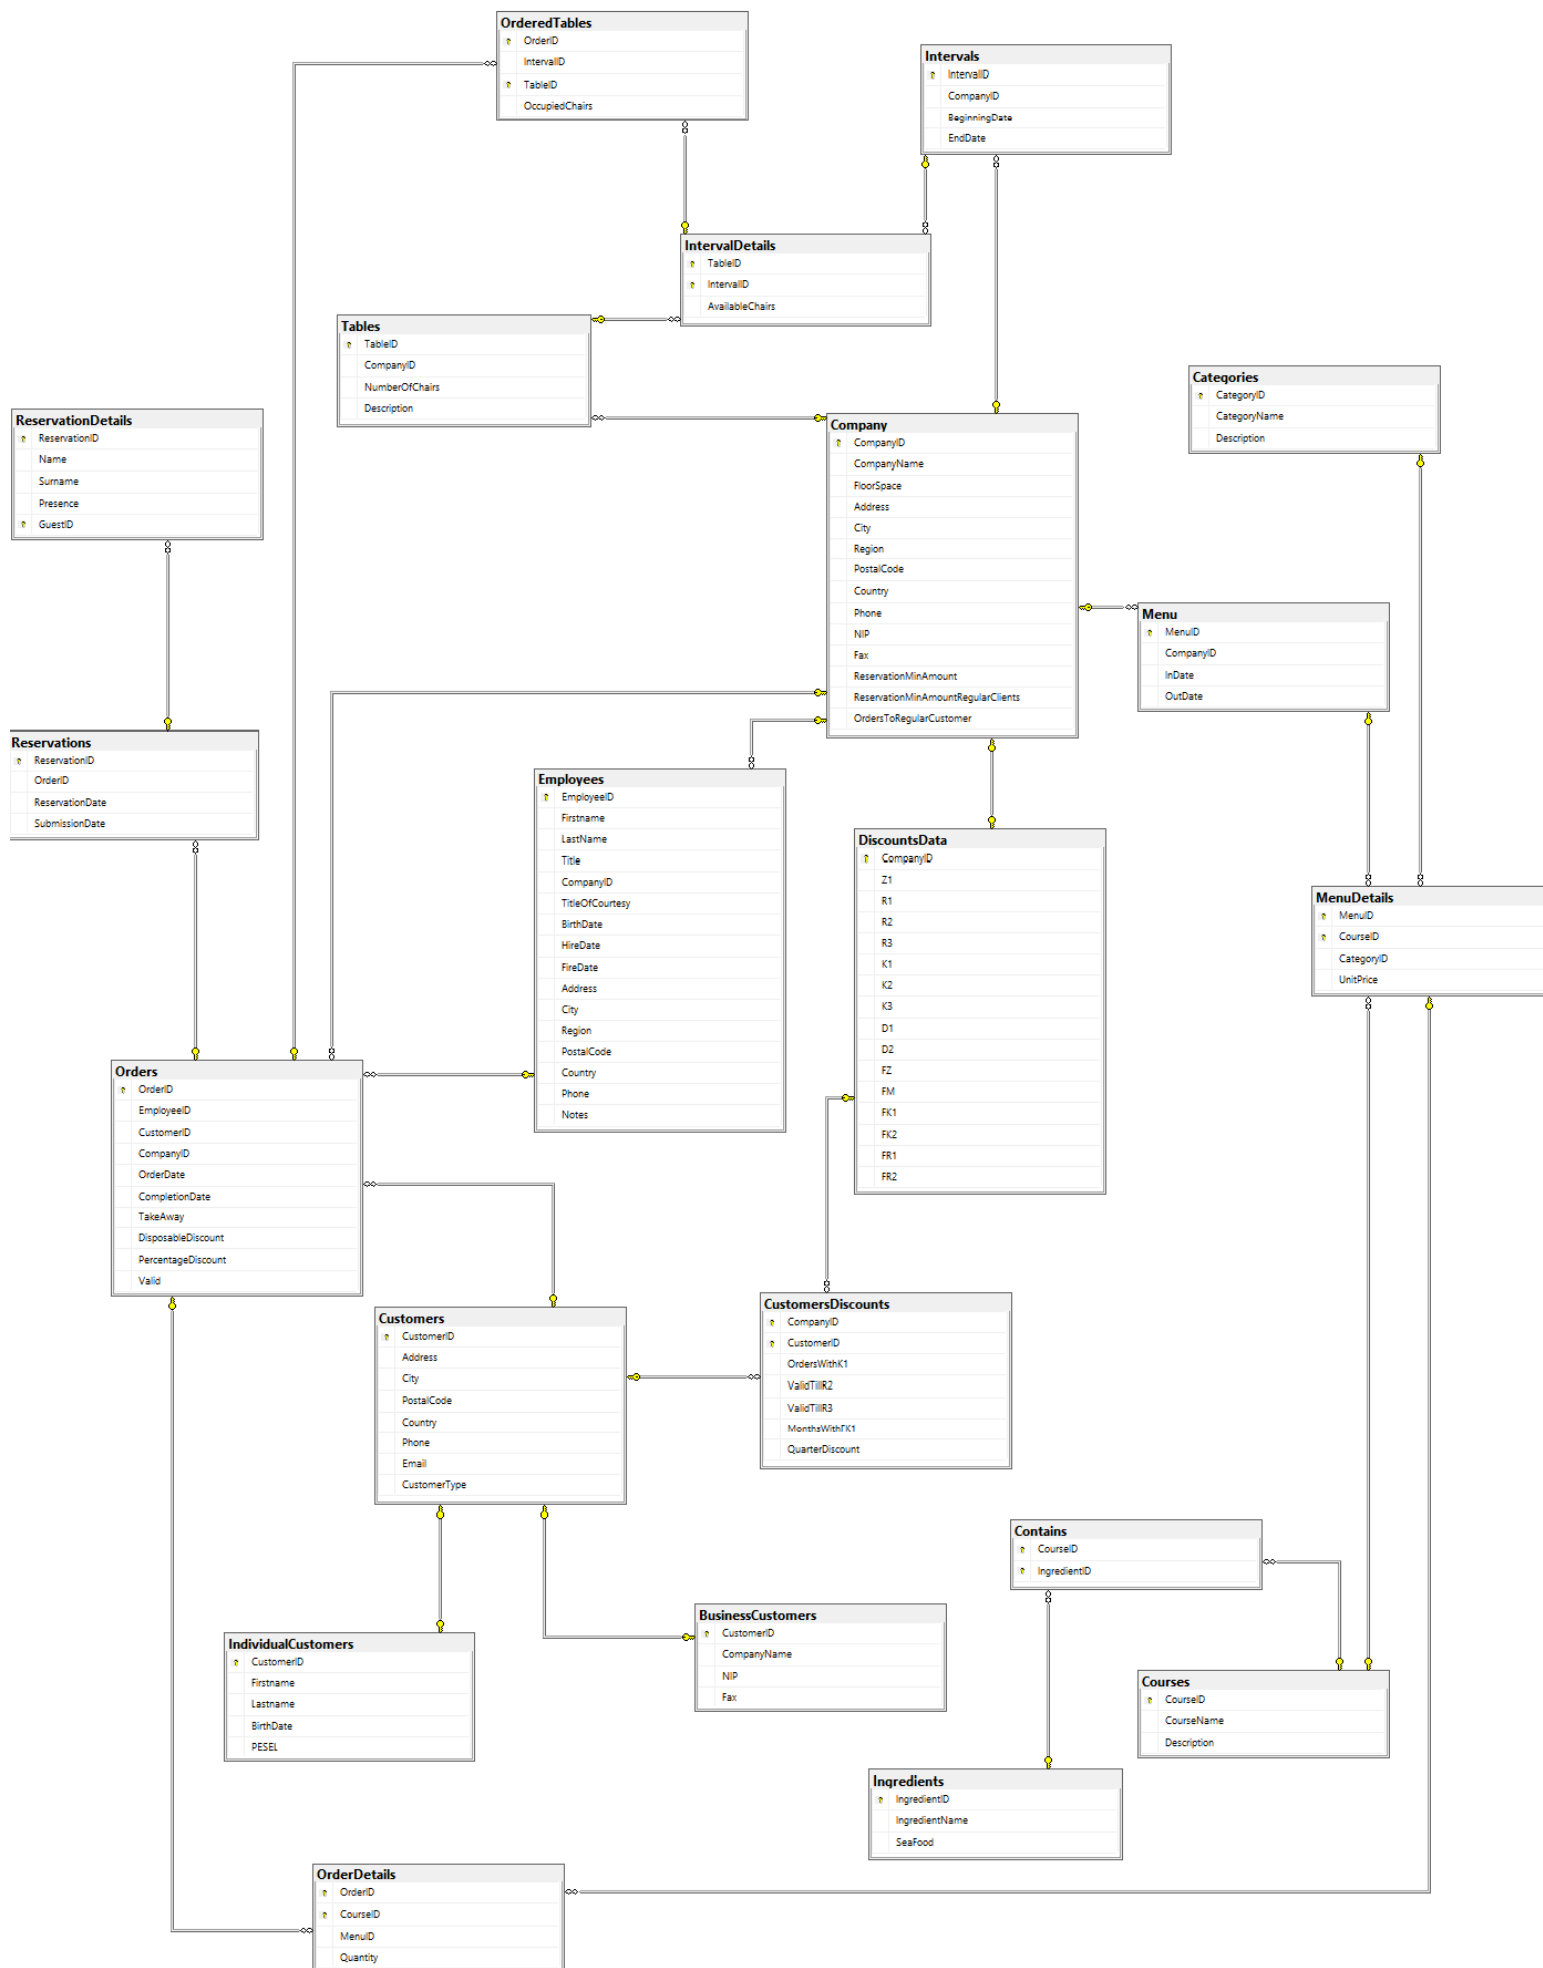 OrderedTables
OrderID
IntervalID
TableID
OccupiedChairs
Intervals
IntervalID
CompanyID
BeginningDate
EndDate
IntervalDetails
TableID
IntervalID
AvailableChairs
Tables
TableID
CompanyID
NumberOfChairs
Description
Categories
CategoryID
CategoryName
Description
ReservationDetails
ReservationID
Name
Surname
Presence
GuestID
Company
CompanyID
CompanyName
FloorSpace
Address
City
Region
PostalCode
Country
Phone
NIP
Fax
ReservationMinAmount
ReservationMinAmountRegularClients
OrdersToRegularCustomer
Menu
MenuID
CompanyID
InDate
OutDate
Reservations
ReservationID
OrderID
ReservationDate
SubmissionDate
Employees
EmployeeID
Firstname
LastName
Title
CompanyID
TitleOfCourtesy
BirthDate
HireDate
FireDate
Address
City
Region
PostalCode
Country
Phone
Notes
DiscountsData
CompanyID
Z1
R1
R2
R3
K1
K2
K3
D1
D2
FZ
FM
FK1
FK2
FR1
FR2
MenuDetails
MenuID
CourseID
CategoryID
UnitPrice
Orders
OrderID
EmployeeID
CustomerID
CompanyID
OrderDate
CompletionDate
TakeAway
DisposableDiscount
PercentageDiscount
Valid
Customers
CustomerID
Address
City
PostalCode
Country
Phone
Email
CustomerType
CustomersDiscounts
CompanyID
CustomerID
OrdersWithK1
ValidTillR2
ValidTillR3
MonthsWithFK1
QuarterDiscount
Contains
CourseID
IngredientID
BusinessCustomers
CustomerID
CompanyName
NIP
Fax
IndividualCustomers
CustomerID
Firstname
Lastname
BirthDate
PESEL
Courses
CourseID
CourseName
Description
Ingredients
IngredientID
IngredientName
SeaFood
OrderDetails
OrderID
CourseID
MenuID
Quantity